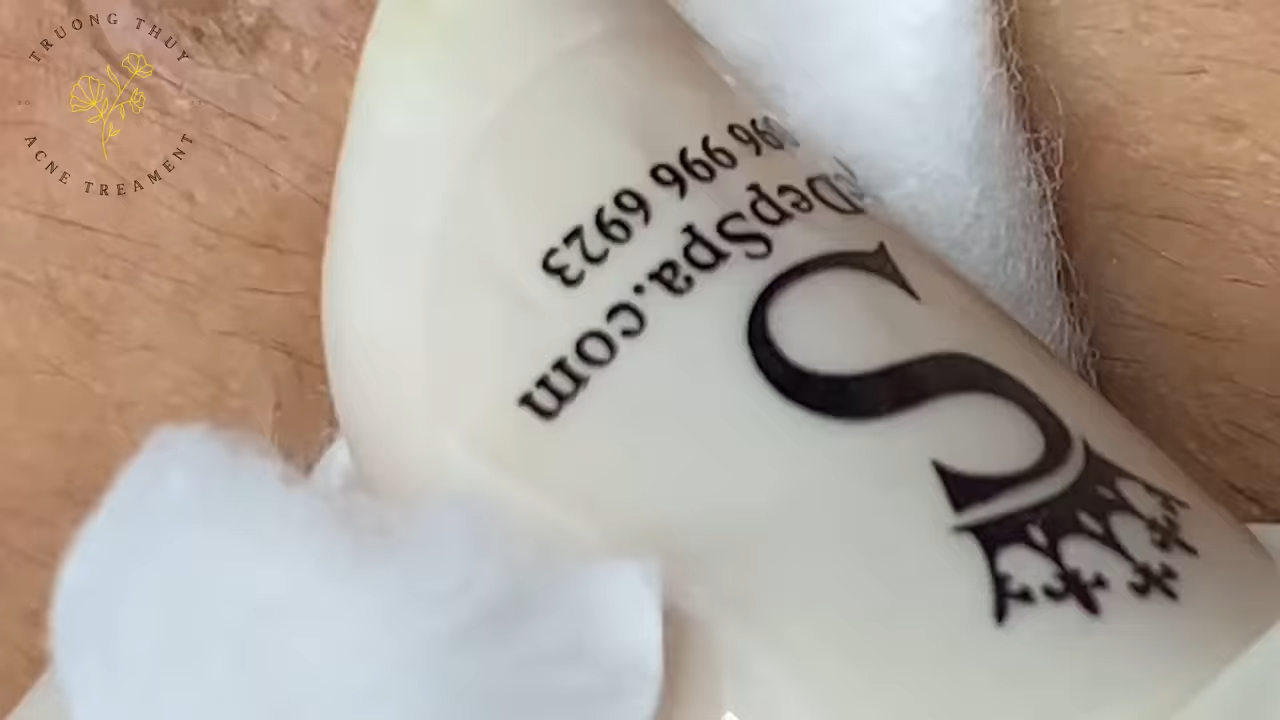 TRUONG THUY
ACNE TREAMENT
S
DepSpa.com
96 996 6923